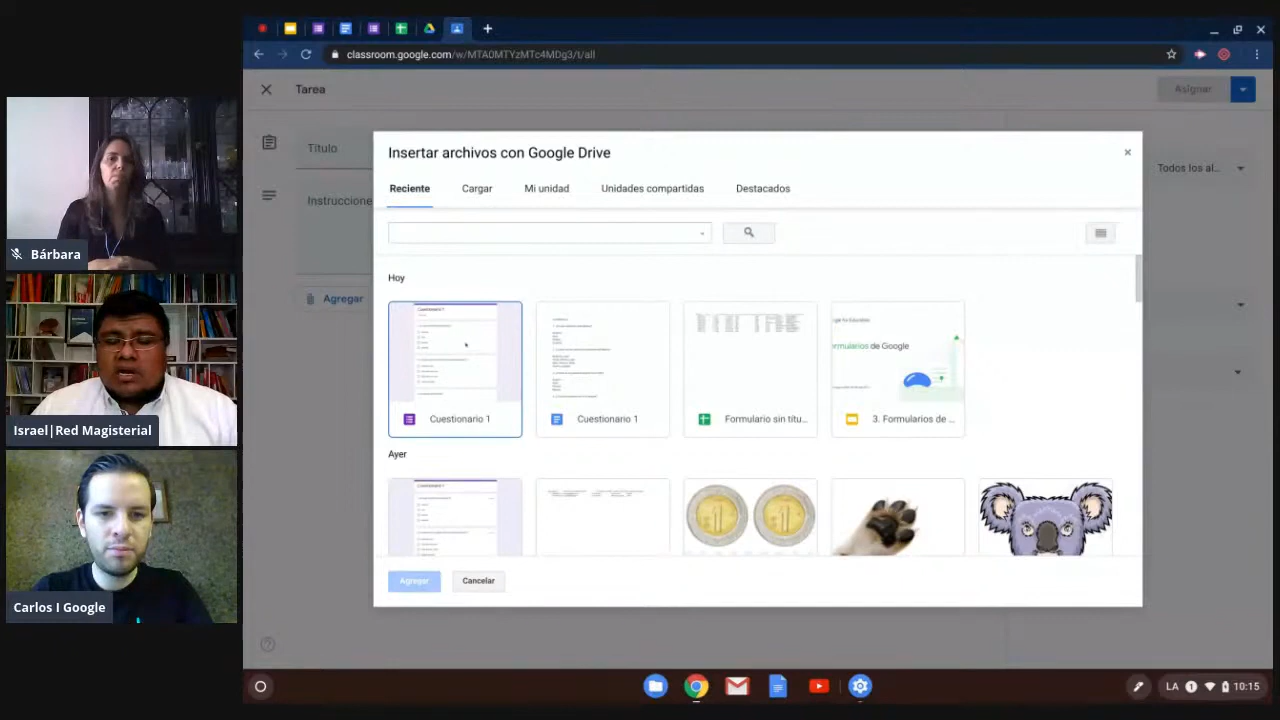 classroom.google.com/w/MTA0MTYzMTc4MDg3/t/all
Tarea
Asignar
Título
Todos los al...
Instruccione
Agregar
Insertar archivos con Google Drive
Reciente
Cargar
Mi unidad
Unidades compartidas
Destacados
Hoy
Cuestionario 1
Cuestionario 1
Formulario sin títu...
ormularios de Google
3. Formularios de ...
Ayer
Agregar
Cancelar
Bárbara
Israel|Red Magisterial
Carlos I Google
LA
1
10:15